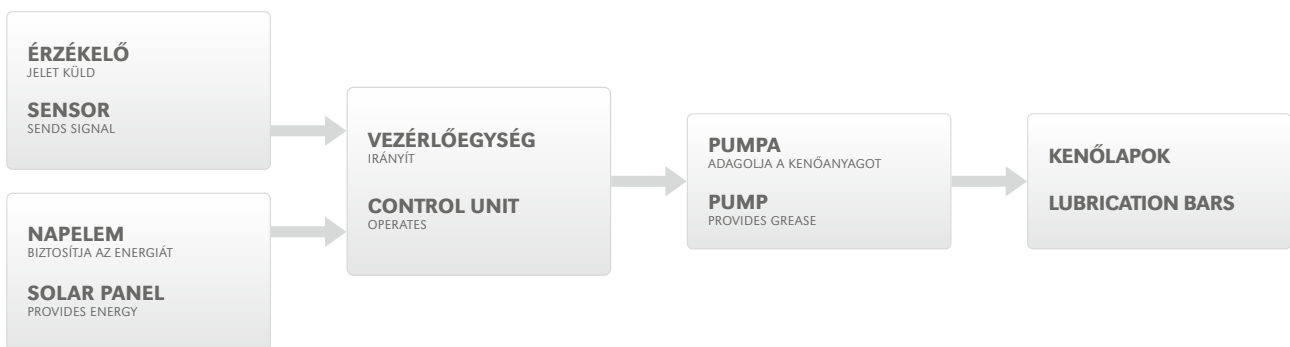 ÉRZÉKELŐ
JELET KÜLD
SENSOR
SENDS SIGNAL
NAPELEM
BIZTOSÍTJA AZ ENERGIÁT
SOLAR PANEL
PROVIDES ENERGY
VEZÉRLŐEGYSÉG
IRÁNYÍT
CONTROL UNIT
OPERATES
PUMPA
ADAGOLJA A KENŐANYAGOT
PUMP
PROVIDES GREASE
KENŐLAPOK
LUBRICATION BARS